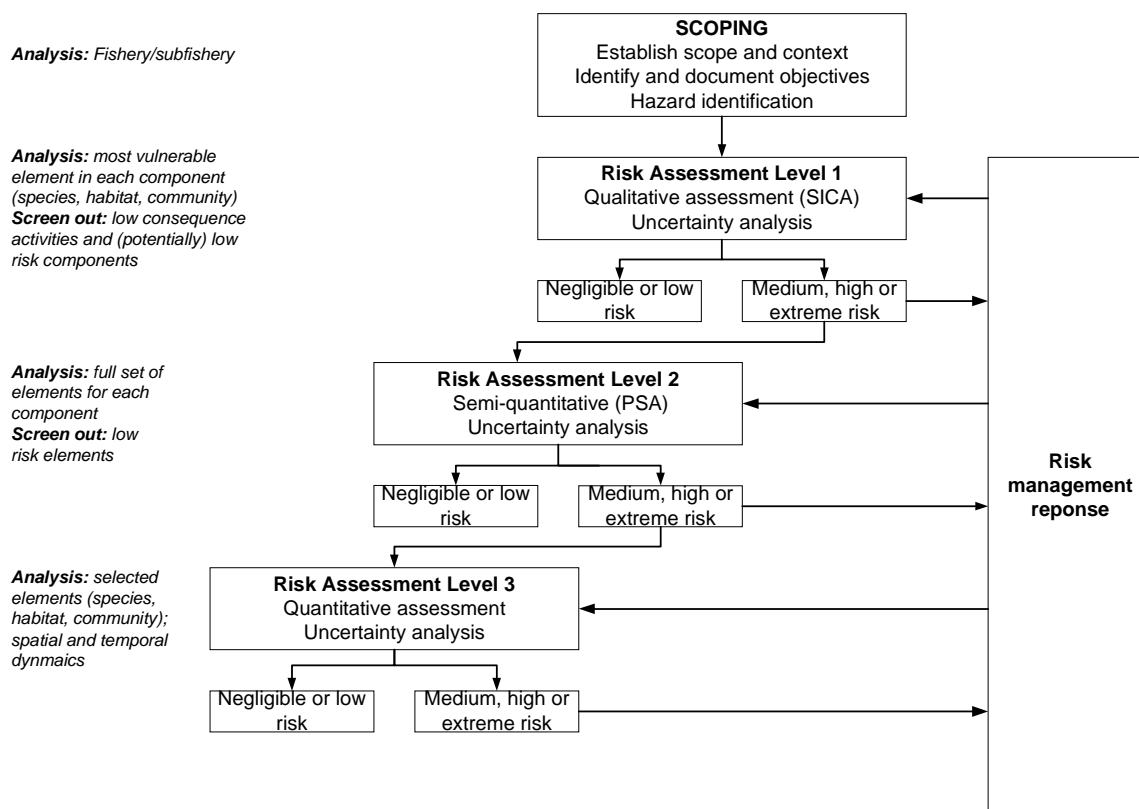 SCOPING
Establish scope and context
Identify and document objectives
Hazard identification
Analysis: Fishery/subfishery
Analysis: most vulnerable
element in each component
(species, habitat, community)
Screen out: low consequence
activities and (potentially) low
risk components
Risk Assessment Level 1
Qualitative assessment (SICA)
Uncertainty analysis
Negligible or low
risk
Medium, high or
extreme risk
Analysis: full set of
elements for each
component
Screen out: low
risk elements
Risk Assessment Level 2
Semi-quantitative (PSA)
Uncertainty analysis
Negligible or low
risk
Medium, high or
extreme risk
Risk
management
reponse
Analysis: selected
elements (species,
habitat, community);
spatial and temporal
dynmaics
Risk Assessment Level 3
Quantitative assessment
Uncertainty analysis
Negligible or low
risk
Medium, high or
extreme risk